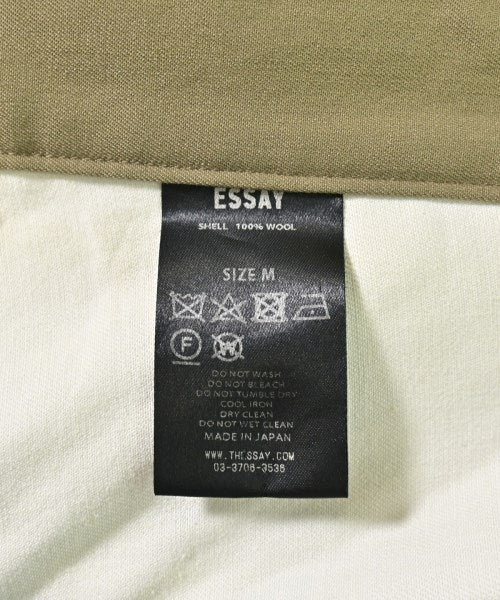 ESSAY
SHELL 100% WOOL
SIZE M
F
W
DO NOT WASH
DO NOT BLEACH
DO NOT TUMBLE DRY
COOL IRON
DRY CLEAN
DO NOT WET CLEAN
MADE IN JAPAN
WWW.THESSAY.COM
03-3706-3536